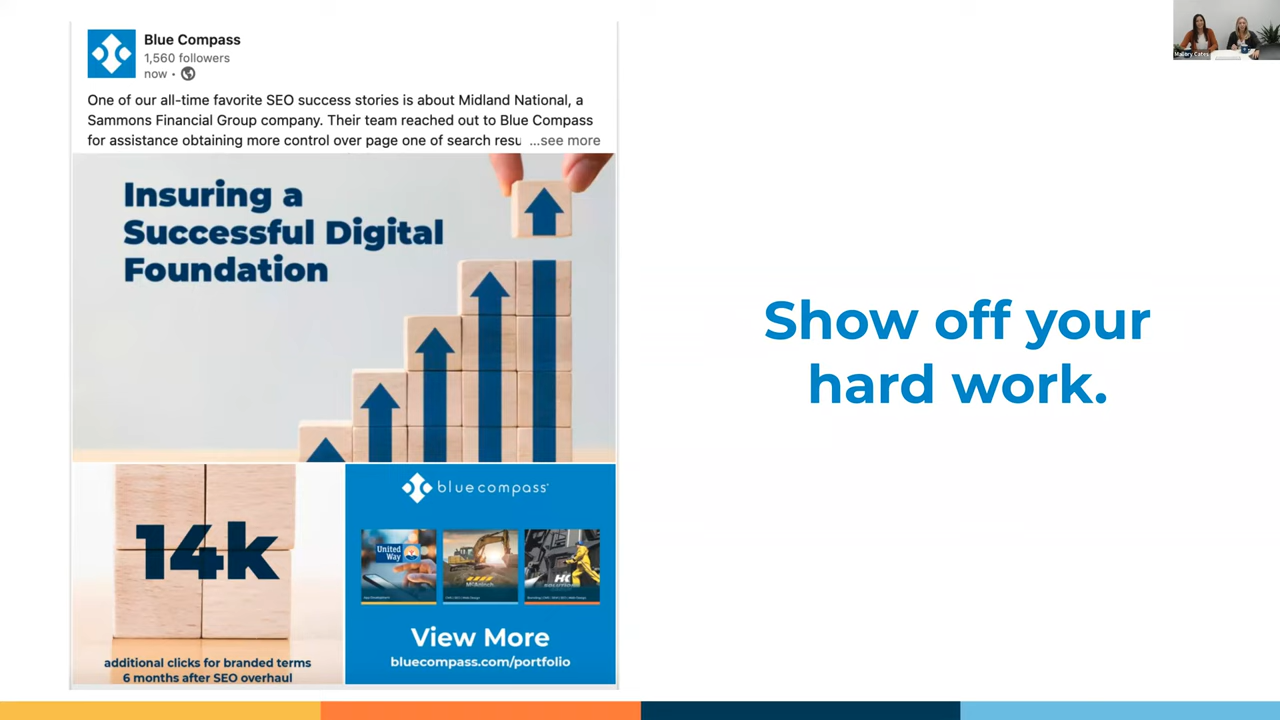 Blue Compass
1,560 followers
now •
One of our all-time favorite SEO success stories is about Midland National, a
Sammons Financial Group company. Their team reached out to Blue Compass
for assistance obtaining more control over page one of search resu ...see more
Insuring a
Successful Digital
Foundation
14k
additional clicks for branded terms
6 months after SEO overhaul
bluecompass
United
Way
View More
bluecompass.com/portfolio
Show off your
hard work.